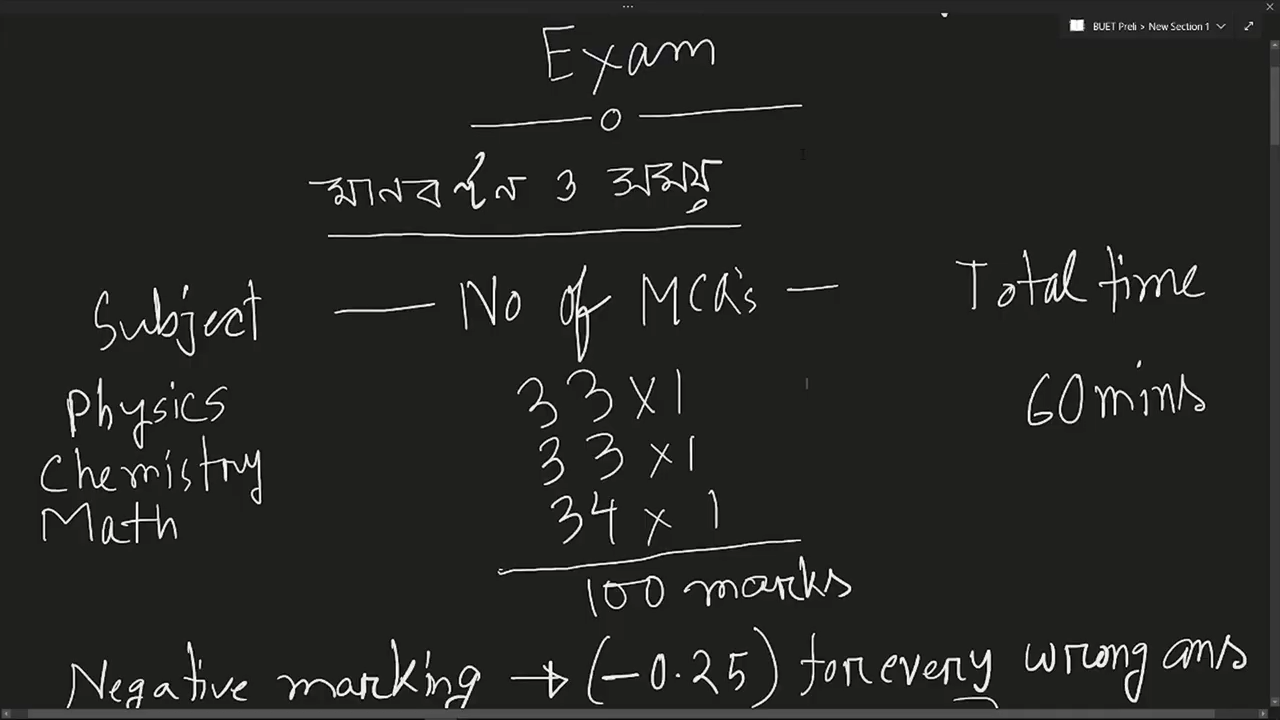 BUET Preli > New Section 1
Exam
মানবন্টন ও সময়
Subject — No of MCQ's — Total time
Physics 33 x 1 60 mins
Chemistry 33 x 1
Math 34 x 1
100 marks
Negative marking → (-0.25) for every wrong ans